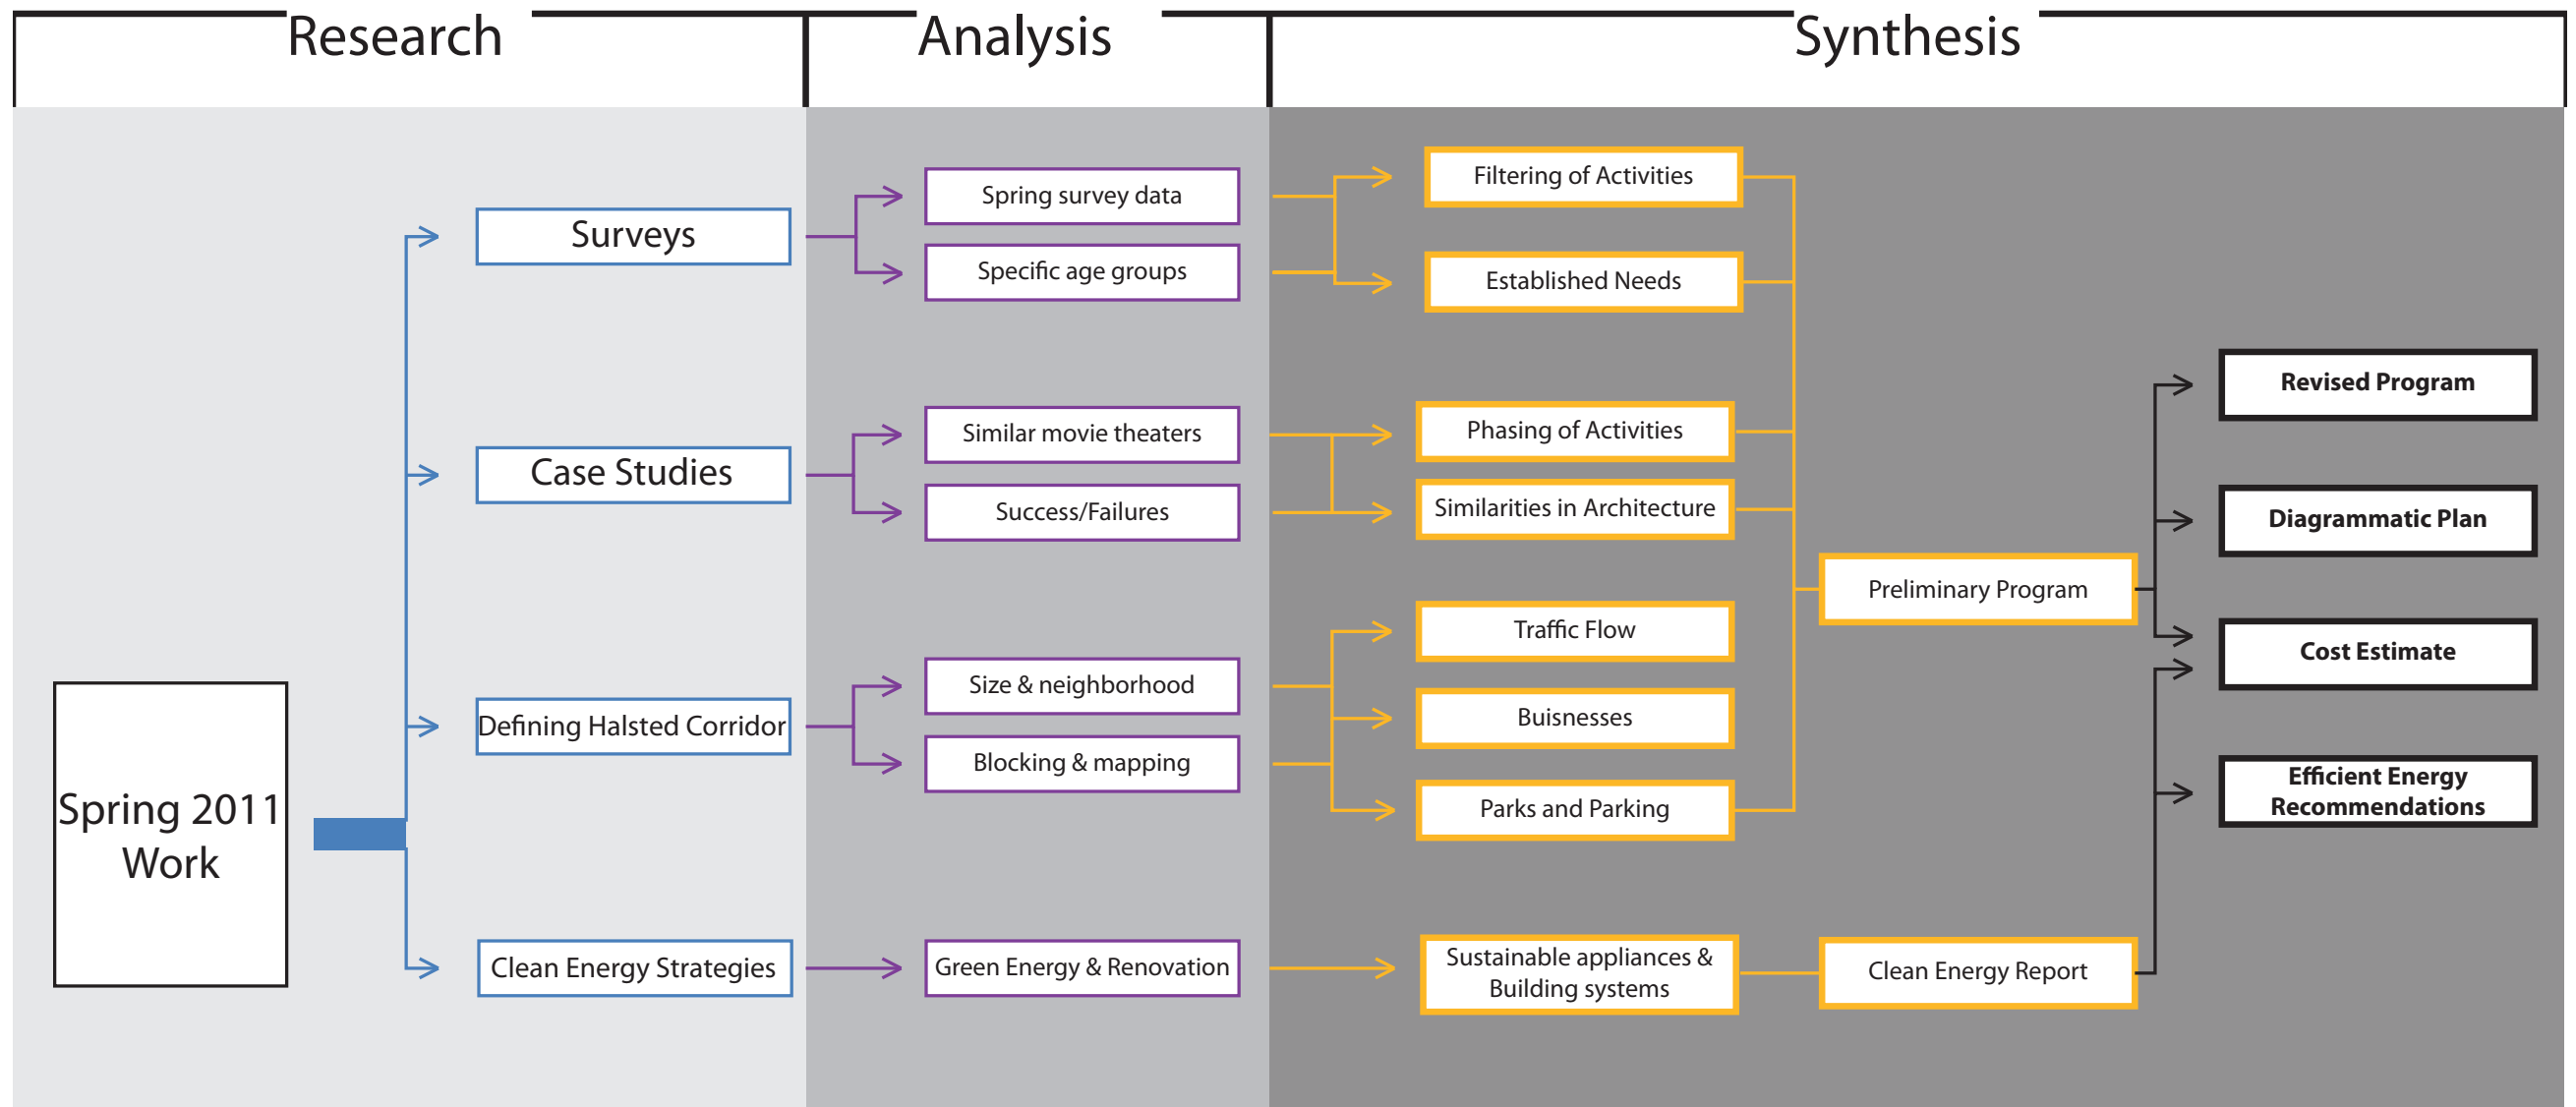 Research
Analysis
Synthesis
Spring 2011
Work
Surveys
Case Studies
Defining Halsted Corridor
Clean Energy Strategies
Spring survey data
Specific age groups
Similar movie theaters
Success/Failures
Size & neighborhood
Blocking & mapping
Green Energy & Renovation
Filtering of Activities
Established Needs
Phasing of Activities
Similarities in Architecture
Traffic Flow
Buisnesses
Parks and Parking
Sustainable appliances &
Building systems
Preliminary Program
Clean Energy Report
Revised Program
Diagrammatic Plan
Cost Estimate
Efficient Energy
Recommendations